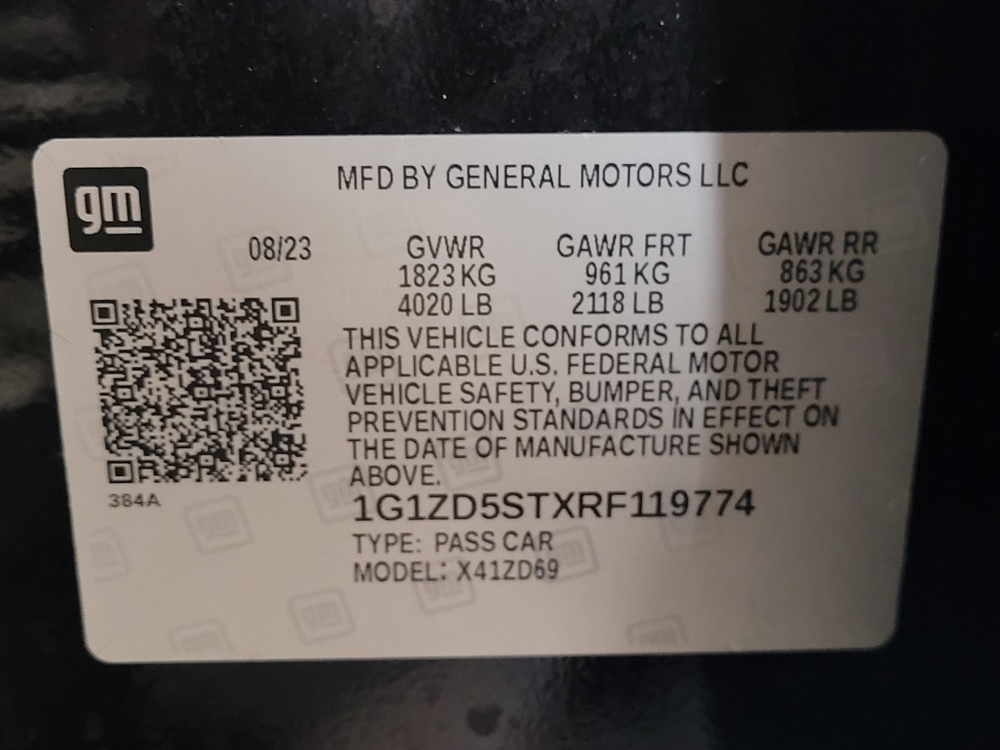 gm
MFD BY GENERAL MOTORS LLC
08/23 GVWR GAWR FRT GAWR RR
1823 KG 961 KG 863 KG
4020 LB 2118 LB 1902 LB
THIS VEHICLE CONFORMS TO ALL
APPLICABLE U.S. FEDERAL MOTOR
VEHICLE SAFETY, BUMPER, AND THEFT
PREVENTION STANDARDS IN EFFECT ON
THE DATE OF MANUFACTURE SHOWN
ABOVE.
384A
1G1ZD5STXRF119774
TYPE: PASS CAR
MODEL: X41ZD69